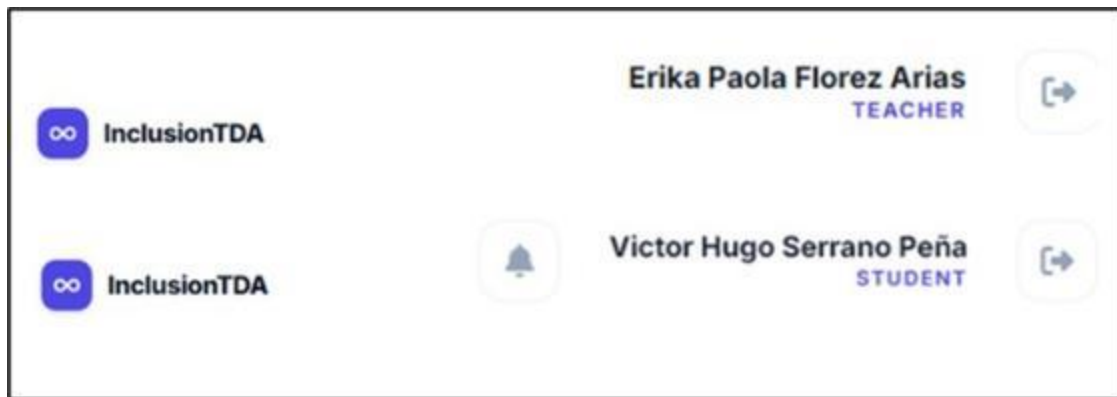 Erika Paola Florez Arias
TEACHER
InclusionTDA
Victor Hugo Serrano Peña
STUDENT
InclusionTDA